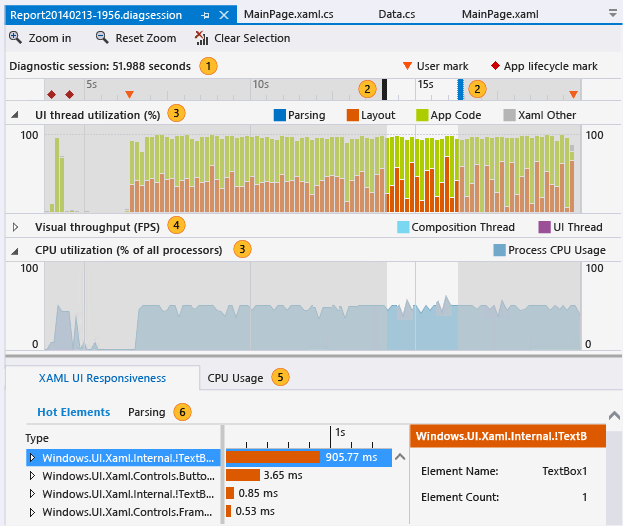 Report20140213-1956.diagsession MainPage.xaml.cs Data.cs MainPage.xaml
Zoom in Reset Zoom Clear Selection
Diagnostic session: 51.988 seconds 1 User mark App lifecycle mark
5s 10s 2 15s 2
UI thread utilization (%) 3 Parsing Layout App Code Xaml Other
100 100
0 0
Visual throughput (FPS) 4 Composition Thread UI Thread
CPU utilization (% of all processors) 3 Process CPU Usage
100 100
0 0
XAML UI Responsiveness CPU Usage 5
Hot Elements Parsing 6
Type 1s Windows.UI.Xaml.Internal.!TextB
Windows.UI.Xaml.Internal.!TextB... 905.77 ms
Element Name: TextBox1
Windows.UI.Xaml.Controls.Butto... 3.65 ms
Windows.UI.Xaml.Internal.!TextB... 0.85 ms
Element Count: 1
Windows.UI.Xaml.Controls.Fram... 0.53 ms